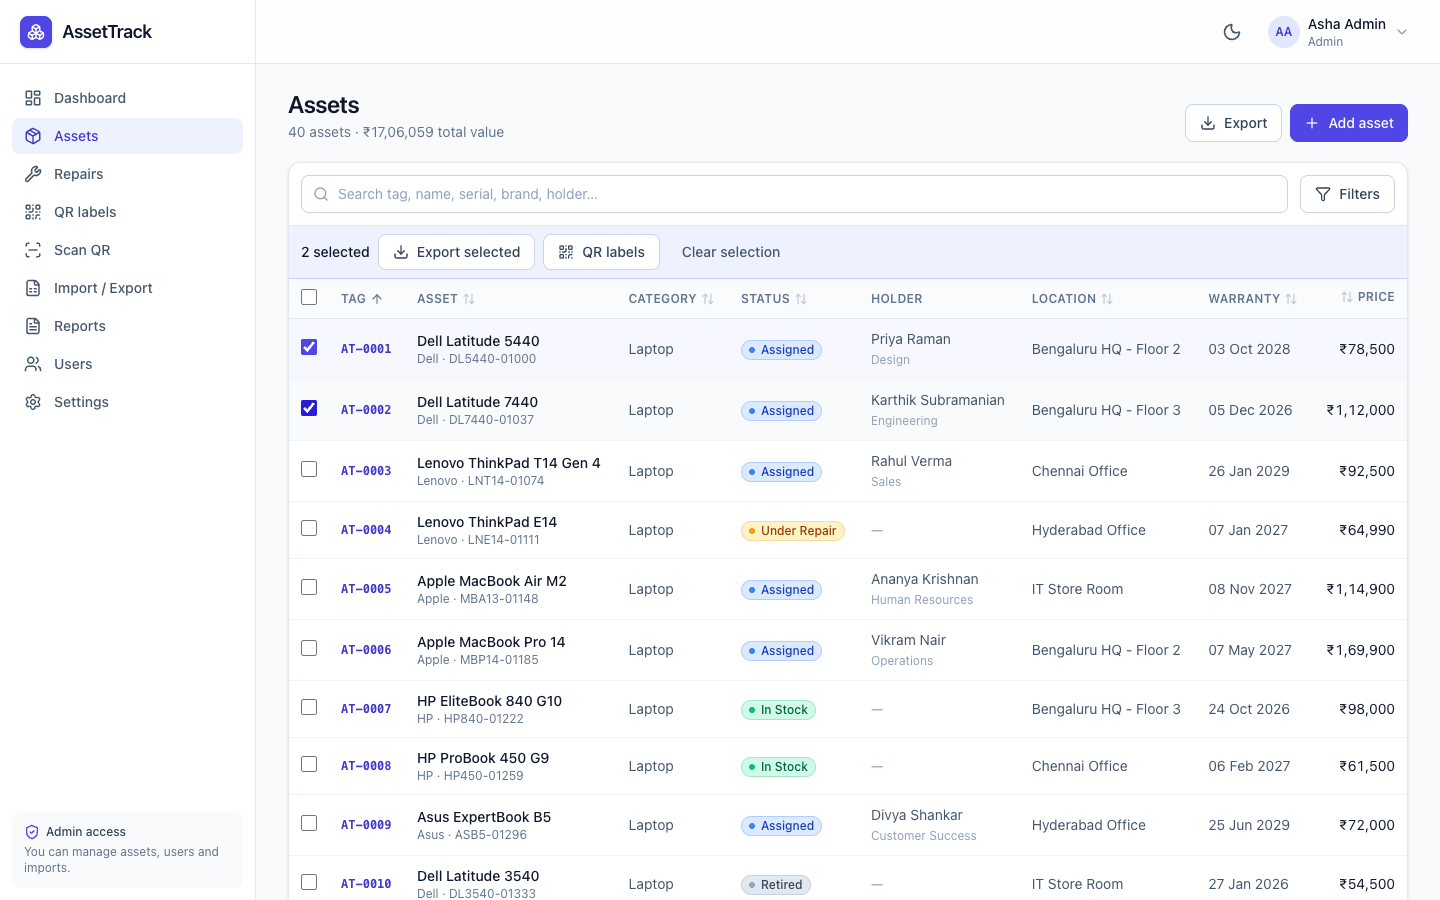 AssetTrack
AA
Asha Admin
Admin
Dashboard
Assets
Repairs
QR labels
Scan QR
Import / Export
Reports
Users
Settings
Admin access
You can manage assets, users and
imports.
Assets
40 assets · ₹17,06,059 total value
Export
Add asset
Search tag, name, serial, brand, holder...
Filters
2 selected Export selected QR labels Clear selection
TAG ASSET CATEGORY STATUS HOLDER LOCATION WARRANTY PRICE
AT-0001 Dell Latitude 5440 Dell · DL5440-01000 Laptop Assigned Priya Raman Design Bengaluru HQ - Floor 2 03 Oct 2028 ₹78,500
AT-0002 Dell Latitude 7440 Dell · DL7440-01037 Laptop Assigned Karthik Subramanian Engineering Bengaluru HQ - Floor 3 05 Dec 2026 ₹1,12,000
AT-0003 Lenovo ThinkPad T14 Gen 4 Lenovo · LNT14-01074 Laptop Assigned Rahul Verma Sales Chennai Office 26 Jan 2029 ₹92,500
AT-0004 Lenovo ThinkPad E14 Lenovo · LNE14-01111 Laptop Under Repair — Hyderabad Office 07 Jan 2027 ₹64,990
AT-0005 Apple MacBook Air M2 Apple · MBA13-01148 Laptop Assigned Ananya Krishnan Human Resources IT Store Room 08 Nov 2027 ₹1,14,900
AT-0006 Apple MacBook Pro 14 Apple · MBP14-01185 Laptop Assigned Vikram Nair Operations Bengaluru HQ - Floor 2 07 May 2027 ₹1,69,900
AT-0007 HP EliteBook 840 G10 HP · HP840-01222 Laptop In Stock — Bengaluru HQ - Floor 3 24 Oct 2026 ₹98,000
AT-0008 HP ProBook 450 G9 HP · HP450-01259 Laptop In Stock — Chennai Office 06 Feb 2027 ₹61,500
AT-0009 Asus ExpertBook B5 Asus · ASB5-01296 Laptop Assigned Divya Shankar Customer Success Hyderabad Office 25 Jun 2029 ₹72,000
AT-0010 Dell Latitude 3540 Dell · DL3540-01333 Laptop Retired — IT Store Room 27 Jan 2026 ₹54,500